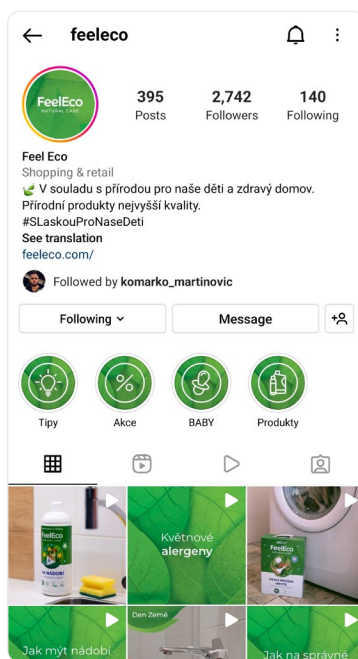 feeleco
FeelEco
NATURAL CARE
395
Posts
2,742
Followers
140
Following
Feel Eco
Shopping & retail
V souladu s přírodou pro naše děti a zdravý domov.
Přírodní produkty nejvyšší kvality.
#SLaskouProNaseDeti
See translation
feeleco.com/
Followed by komarko_martinovic
Following
Message
Tipy
Akce
BABY
Produkty
FeelEco
NA NÁDOBÍ
Květnové
alergeny
FeelEco
Jak mýt nádobí
Den Země
Jak na správné